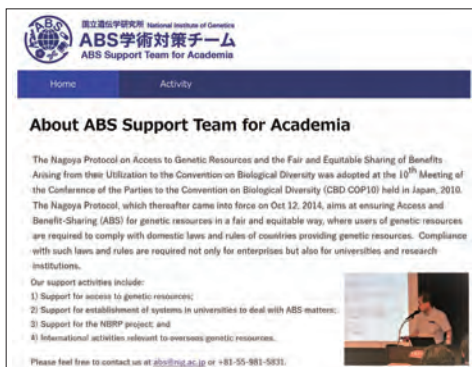 ABS
国立遺伝学研究所 National Institute of Genetics
ABS学術対策チーム
ABS Support Team for Academia
Home Activity
About ABS Support Team for Academia
The Nagoya Protocol on Access to Genetic Resources and the Fair and Equitable Sharing of Benefits
Arising from their Utilization to the Convention on Biological Diversity was adopted at the 10th Meeting of
the Conference of the Parties to the Convention on Biological Diversity (CBD COP10) held in Japan, 2010.
The Nagoya Protocol, which thereafter came into force on Oct 12, 2014, aims at ensuring Access and
Benefit-Sharing (ABS) for genetic resources in a fair and equitable way, where users of genetic resources
are required to comply with domestic laws and rules of countries providing genetic resources. Compliance
with such laws and rules are required not only for enterprises but also for universities and research
institutions.
Our support activities include:
1) Support for access to genetic resources;
2) Support for establishment of systems in universities to deal with ABS matters;
3) Support for the NBRP project; and
4) International activities relevant to overseas genetic resources.
Please feel free to contact us at abs@nig.ac.jp or +81-55-981-5831.